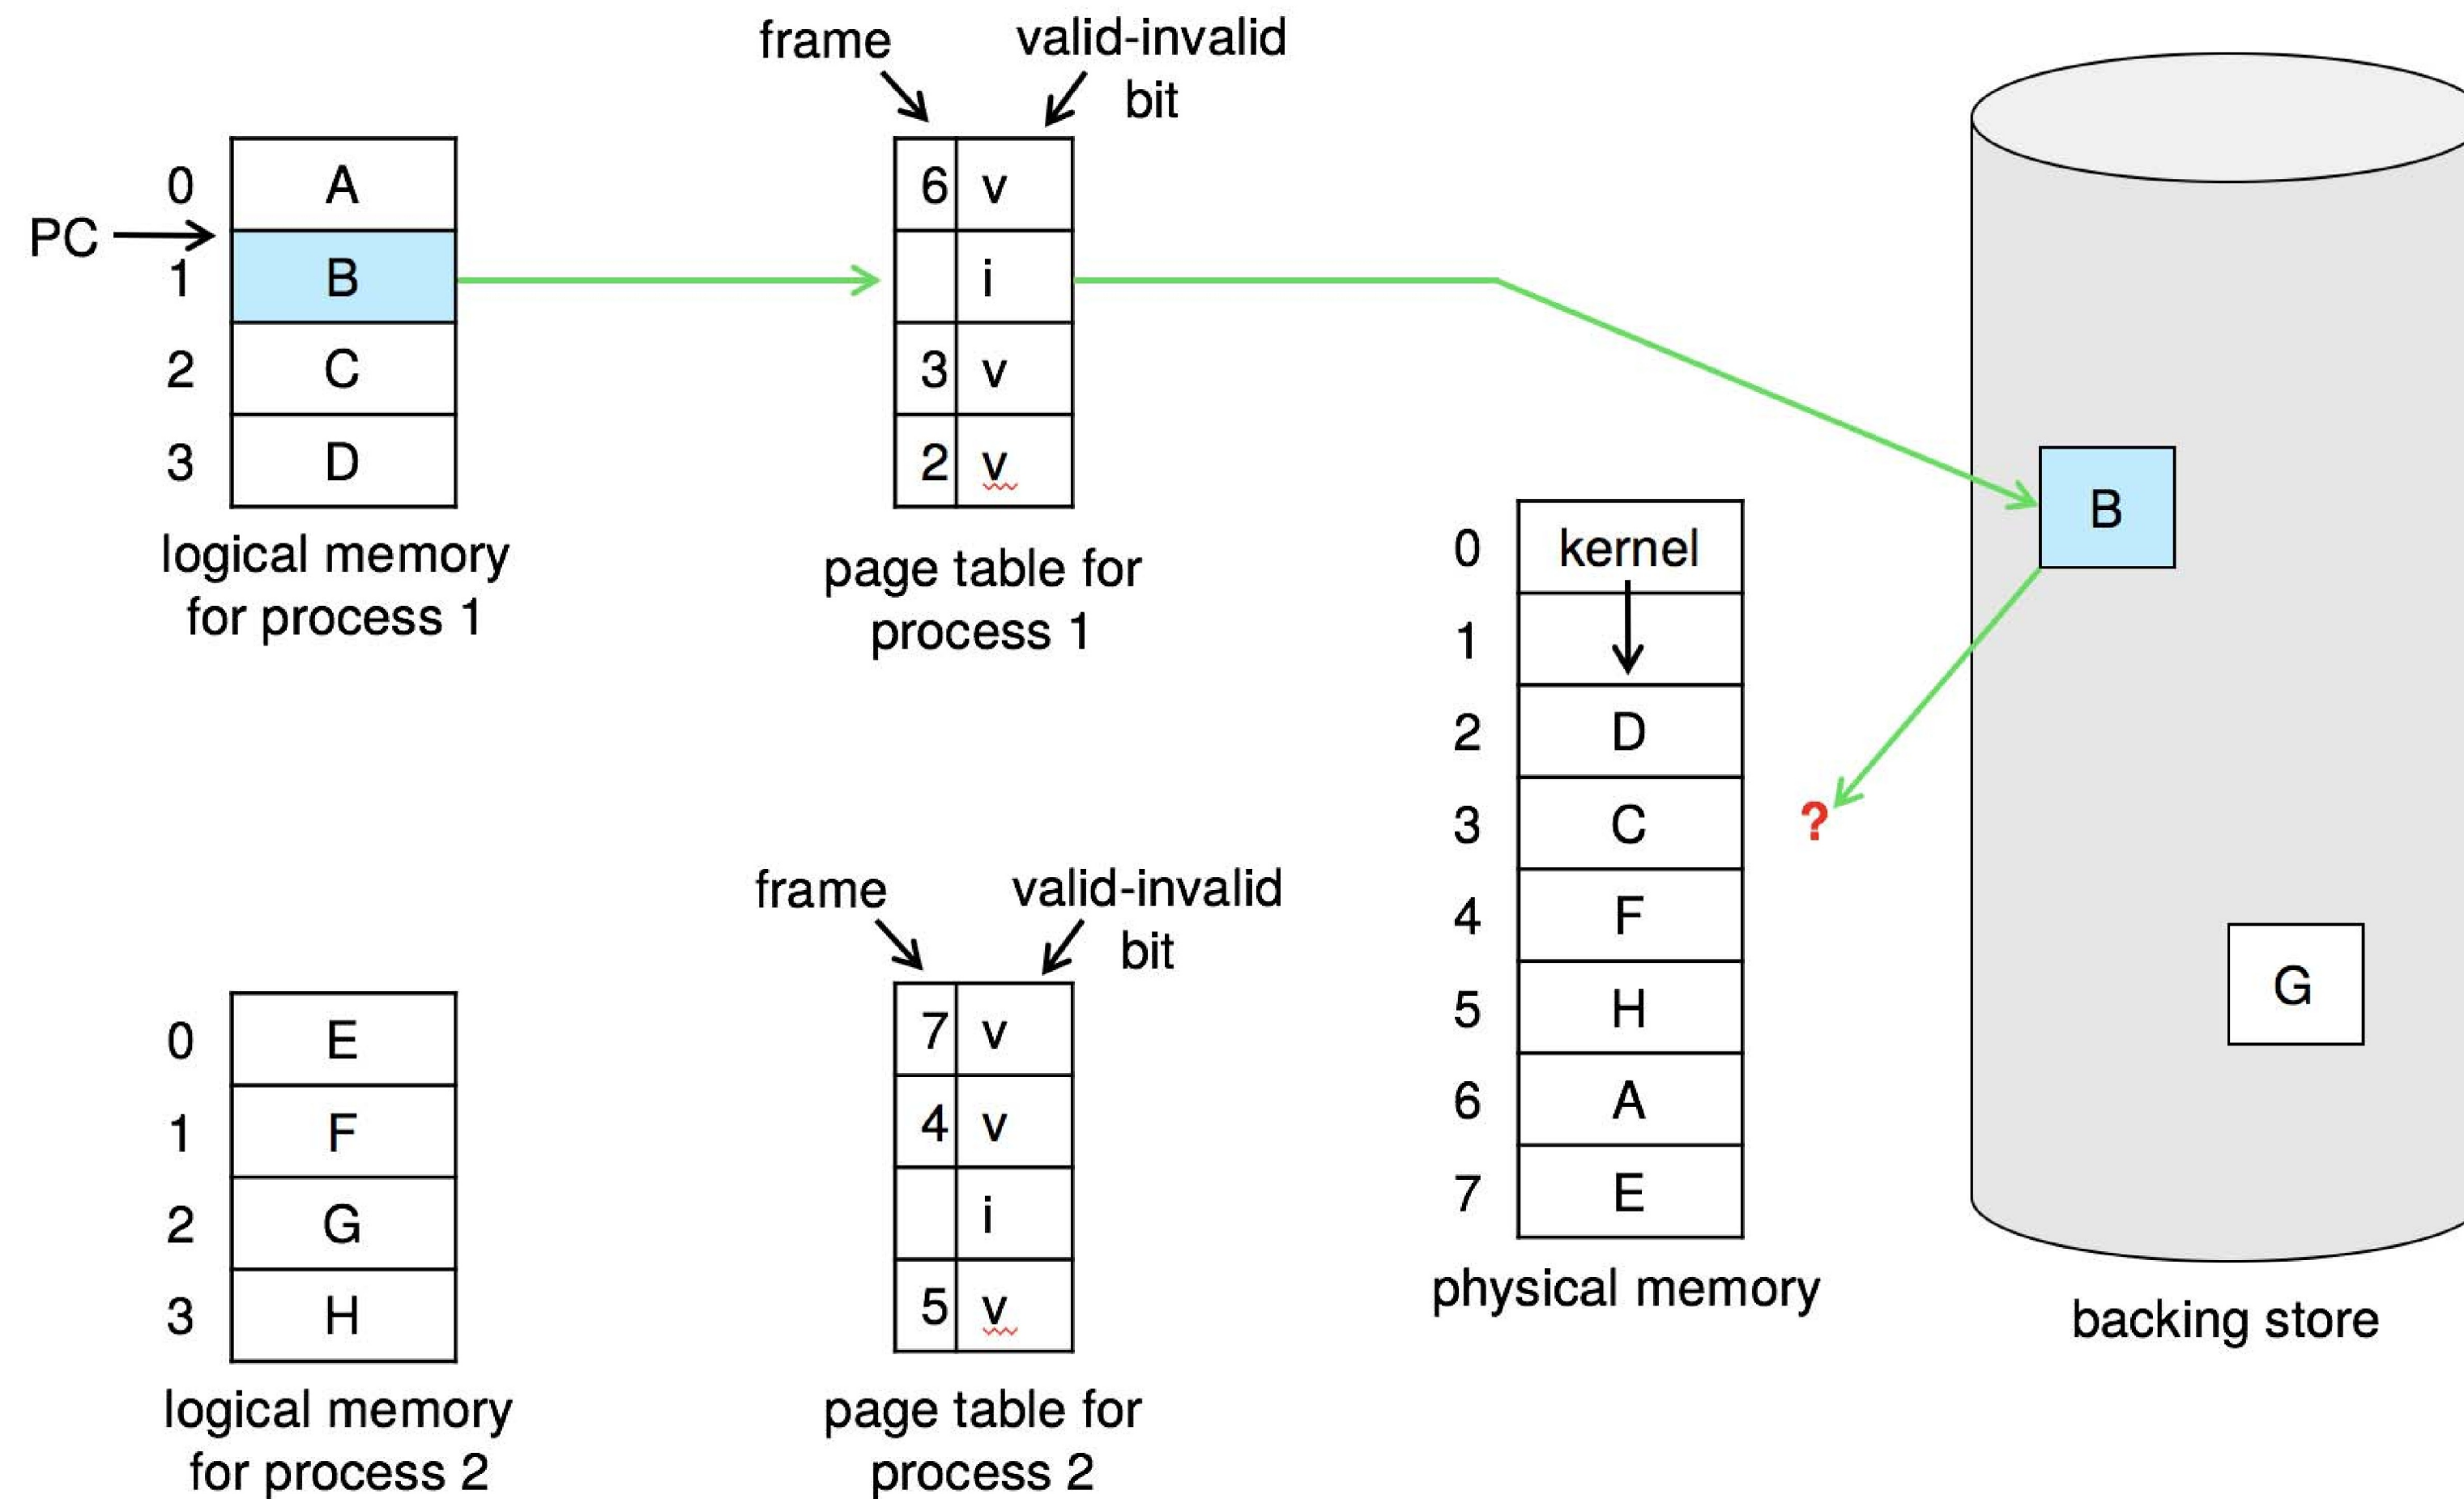 frame
valid-invalid
bit
PC
0 A
1 B
2 C
3 D
logical memory
for process 1
6 v
i
3 v
2 v
page table for
process 1
0 kernel
1
2 D
3 C
4 F
5 H
6 A
7 E
physical memory
?
B
G
backing store
frame
valid-invalid
bit
0 E
1 F
2 G
3 H
logical memory
for process 2
7 v
4 v
i
5 v
page table for
process 2